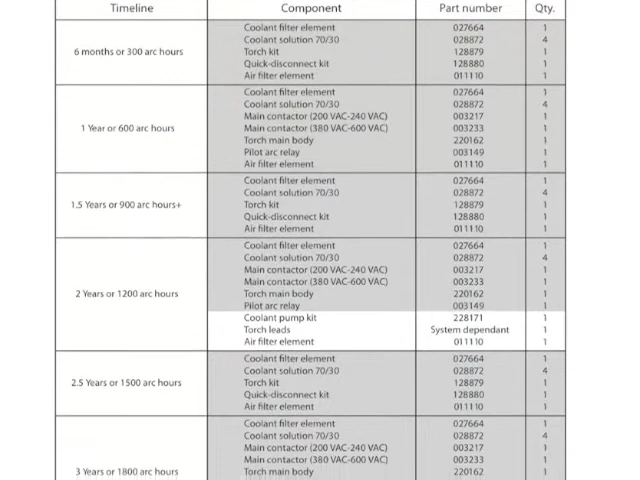 Timeline Component Part number Qty.
6 months or 300 arc hours
Coolant filter element 027664 1
Coolant solution 70/30 028872 4
Torch kit 128879 1
Quick-disconnect kit 128880 1
Air filter element 011110 1
1 Year or 600 arc hours
Coolant filter element 027664 1
Coolant solution 70/30 028872 4
Main contactor (200 VAC-240 VAC) 003217 1
Main contactor (380 VAC-600 VAC) 003233 1
Torch main body 220162 1
Pilot arc relay 003149 1
Air filter element 011110 1
1.5 Years or 900 arc hours+
Coolant filter element 027664 1
Coolant solution 70/30 028872 4
Torch kit 128879 1
Quick-disconnect kit 128880 1
Air filter element 011110 1
2 Years or 1200 arc hours
Coolant filter element 027664 1
Coolant solution 70/30 028872 4
Main contactor (200 VAC-240 VAC) 003217 1
Main contactor (380 VAC-600 VAC) 003233 1
Torch main body 220162 1
Pilot arc relay 003149 1
Coolant pump kit 228171 1
Torch leads System dependant 1
Air filter element 011110 1
2.5 Years or 1500 arc hours
Coolant filter element 027664 1
Coolant solution 70/30 028872 4
Torch kit 128879 1
Quick-disconnect kit 128880 1
Air filter element 011110 1
3 Years or 1800 arc hours
Coolant filter element 027664 1
Coolant solution 70/30 028872 4
Main contactor (200 VAC-240 VAC) 003217 1
Main contactor (380 VAC-600 VAC) 003233 1
Torch main body 220162 1